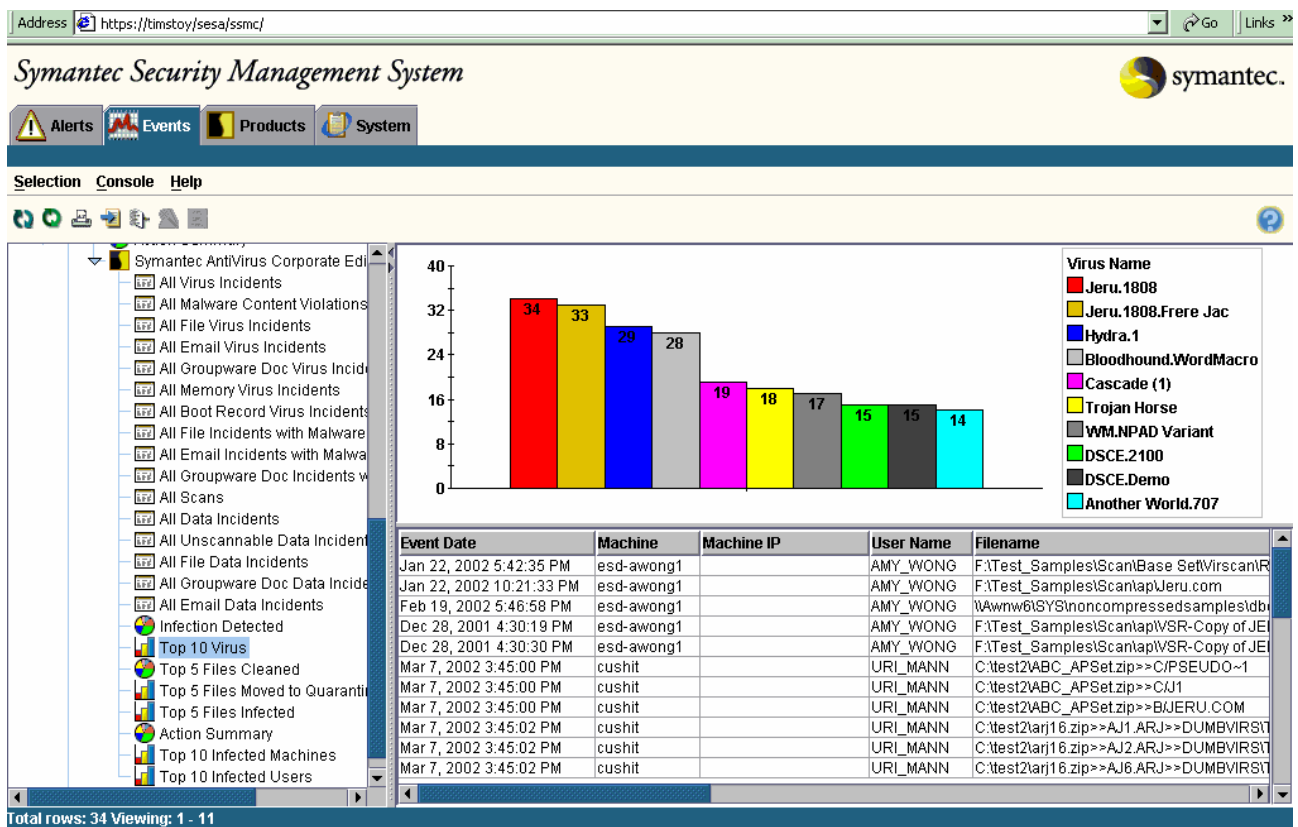 Address https://timstoy/sesa/ssmc/ Go Links »
Symantec Security Management System
symantec.
Alerts Events Products System
Selection Console Help
Symantec AntiVirus Corporate Edi
All Virus Incidents
All Malware Content Violations
All File Virus Incidents
All Email Virus Incidents
All Groupware Doc Virus Incid
All Memory Virus Incidents
All Boot Record Virus Incidents
All File Incidents with Malware
All Email Incidents with Malwa
All Groupware Doc Incidents w
All Scans
All Data Incidents
All Unscannable Data Incident
All File Data Incidents
All Groupware Doc Data Incide
All Email Data Incidents
Infection Detected
Top 10 Virus
Top 5 Files Cleaned
Top 5 Files Moved to Quaranti
Top 5 Files Infected
Action Summary
Top 10 Infected Machines
Top 10 Infected Users
40
32
24
16
8
0
34 33 29 28 19 18 17 15 15 14
Virus Name
Jeru.1808
Jeru.1808.Frere Jac
Hydra.1
Bloodhound.WordMacro
Cascade (1)
Trojan Horse
WM.NPAD Variant
DSCE.2100
DSCE.Demo
Another World.707
Event Date Machine Machine IP User Name Filename
Jan 22, 2002 5:42:35 PM esd-awong1 AMY_WONG F:\Test_Samples\Scan\Base Set\Virscan\R
Jan 22, 2002 10:21:33 PM esd-awong1 AMY_WONG F:\Test_Samples\Scan\ap\Jeru.com
Feb 19, 2002 5:46:58 PM esd-awong1 AMY_WONG \\Awnw6\SYS\noncompressedsamples\db
Dec 28, 2001 4:30:19 PM esd-awong1 AMY_WONG F:\Test_Samples\Scan\ap\VSR-Copy of JE
Dec 28, 2001 4:30:30 PM esd-awong1 AMY_WONG F:\Test_Samples\Scan\ap\VSR-Copy of JE
Mar 7, 2002 3:45:00 PM cushit URI_MANN C:\test2\ABC_APSet.zip>>C/PSEUDO~1
Mar 7, 2002 3:45:00 PM cushit URI_MANN C:\test2\ABC_APSet.zip>>C/J1
Mar 7, 2002 3:45:00 PM cushit URI_MANN C:\test2\ABC_APSet.zip>>B/JERU.COM
Mar 7, 2002 3:45:02 PM cushit URI_MANN C:\test2\arj16.zip>>AJ1.ARJ>>DUMBVIRS\T
Mar 7, 2002 3:45:02 PM cushit URI_MANN C:\test2\arj16.zip>>AJ2.ARJ>>DUMBVIRS\T
Mar 7, 2002 3:45:02 PM cushit URI_MANN C:\test2\arj16.zip>>AJ6.ARJ>>DUMBVIRS\T
Total rows: 34 Viewing: 1 - 11